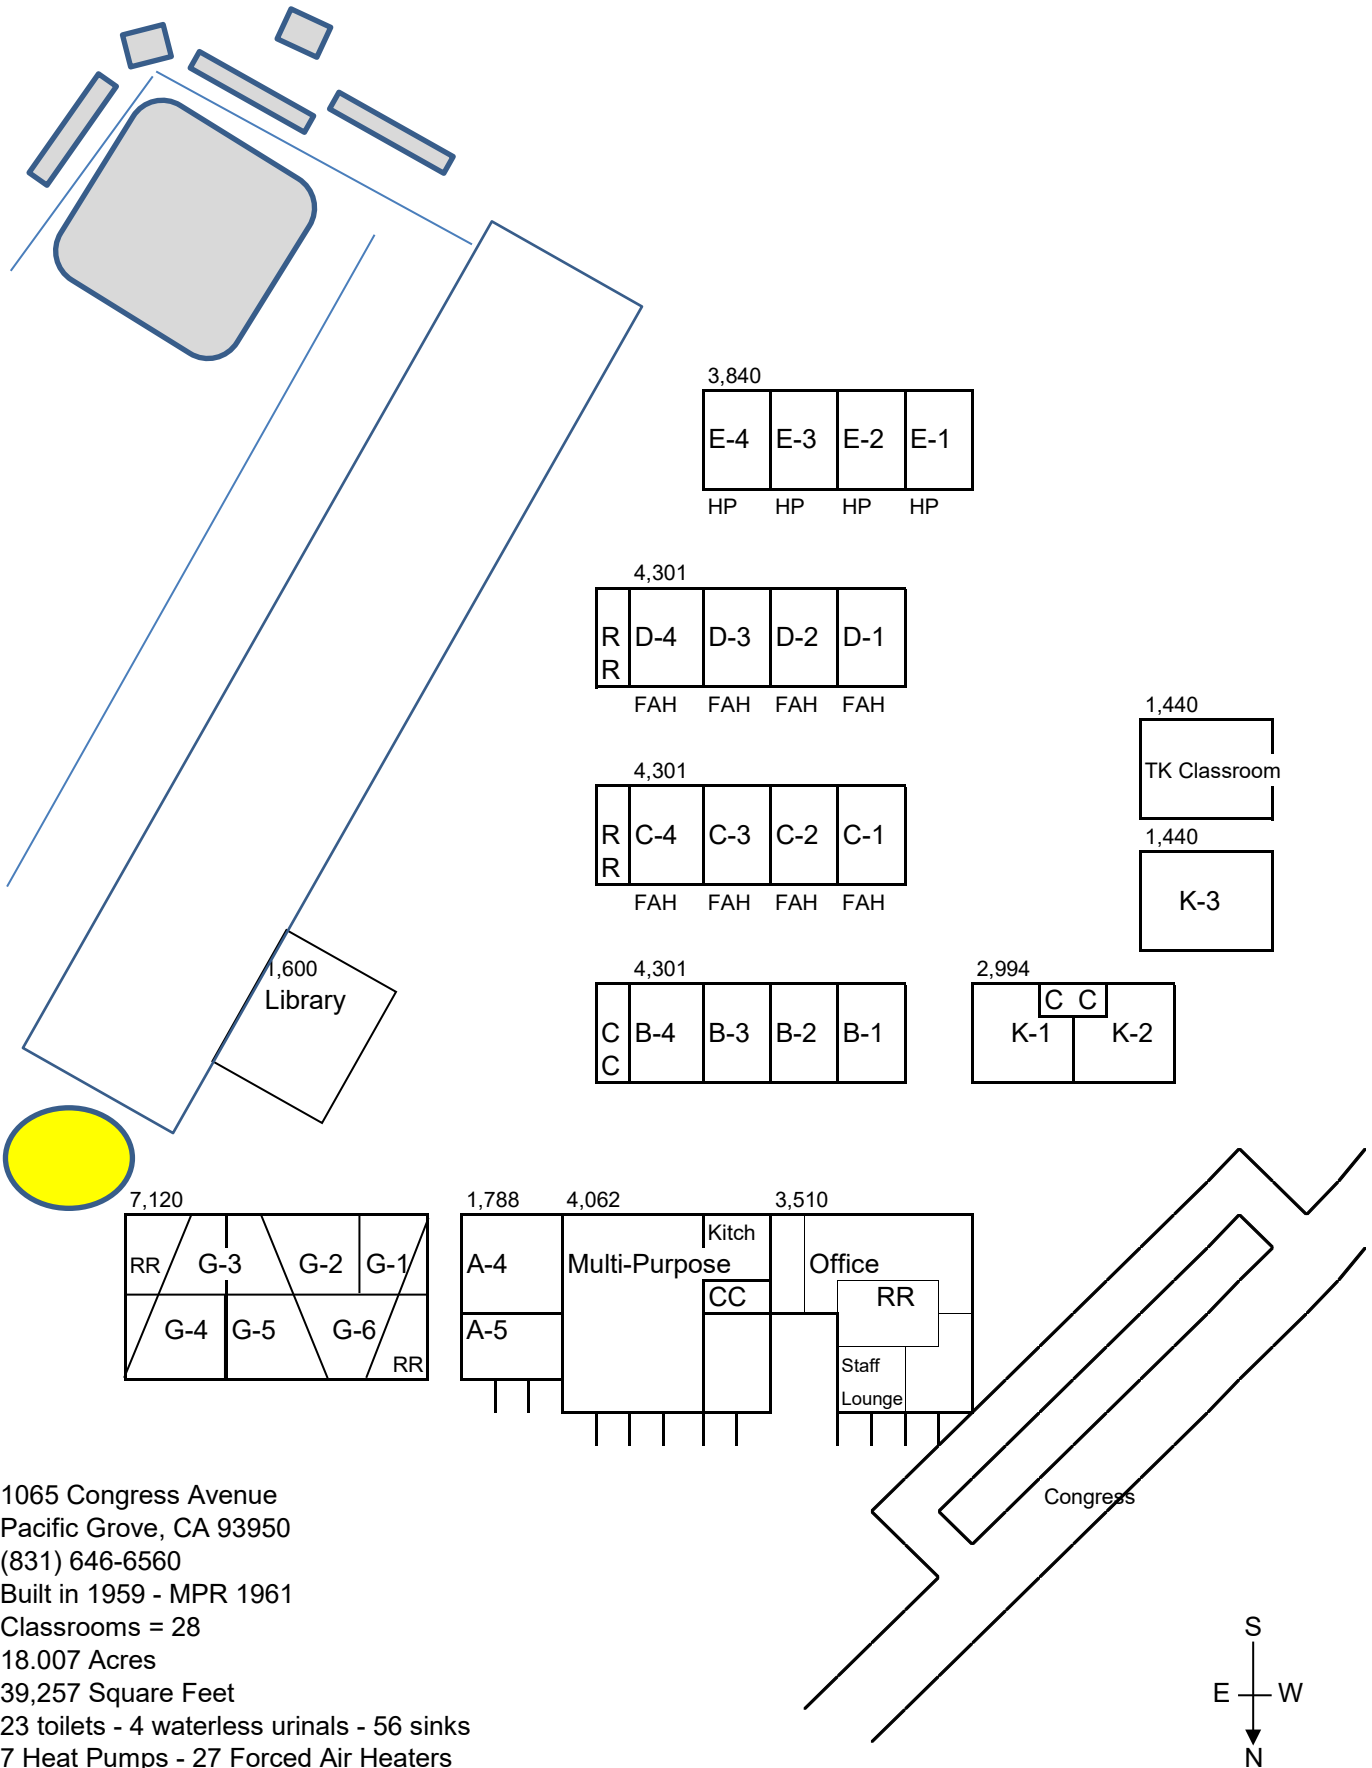 3,840
E-4 E-3 E-2 E-1
HP HP HP HP
4,301
R D-4 D-3 D-2 D-1
R
FAH FAH FAH FAH
1,440
TK Classroom
4,301
R C-4 C-3 C-2 C-1
R
FAH FAH FAH FAH
1,440
K-3
1,600
Library
4,301
C B-4 B-3 B-2 B-1
C
2,994
C C
K-1 K-2
7,120
RR G-3 G-2 G-1
G-4 G-5 G-6
RR
1,788 4,062 3,510
Kitch
A-4 Multi-Purpose Office
CC RR
A-5
Staff
Lounge
Congress
1065 Congress Avenue
Pacific Grove, CA 93950
(831) 646-6560
Built in 1959 - MPR 1961
Classrooms = 28
18.007 Acres
39,257 Square Feet
23 toilets - 4 waterless urinals - 56 sinks
7 Heat Pumps - 27 Forced Air Heaters
S
E W
N